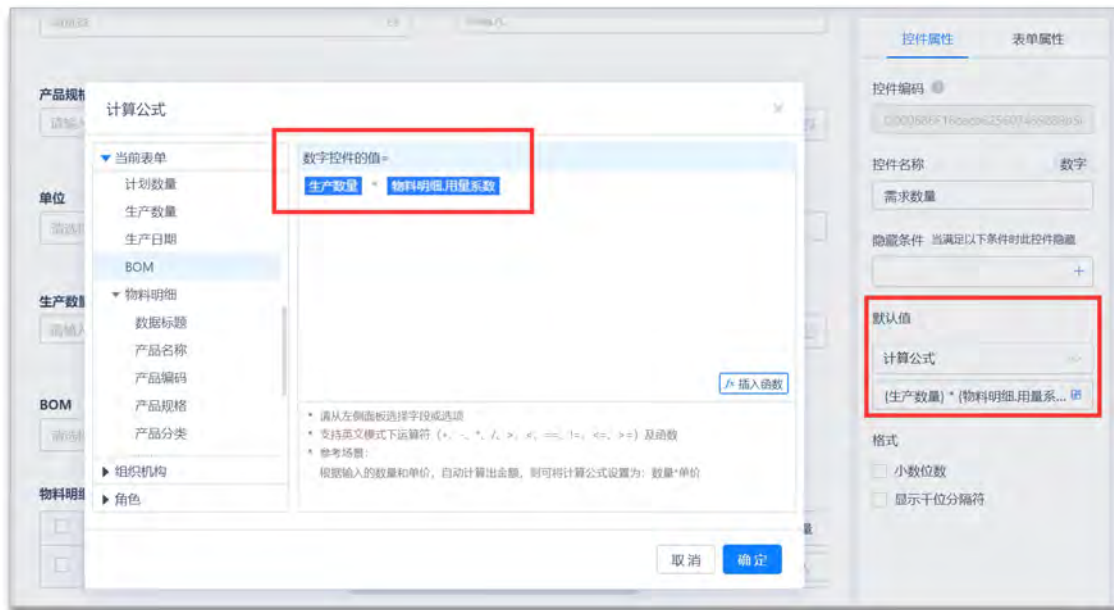 控件属性 表单属性
产品规格
计算公式
控件编码
▼ 当前表单
数字控件的值=
计划数量
生产数量 * 物料明细.用量系数
控件名称 数字
单位
生产数量
需求数量
生产日期
隐藏条件 当满足以下条件时此控件隐藏
BOM
生产数量
物料明细
数据标题
默认值
产品名称
计算公式
产品编码
fx 插入函数
(生产数量) * (物料明细.用量系...
BOM
产品规格
* 请从左侧面板选择字段或选项
产品分类
* 支持英文模式下运算符（+、-、*、/、>、<、==、!=、<=、>=）及函数
* 参考场景：
格式
▶ 组织机构
根据输入的数量和单价，自动计算出金额，则可将计算公式设置为：数量*单价
小数位数
物料明细
▶ 角色
显示千位分隔符
取消 确定